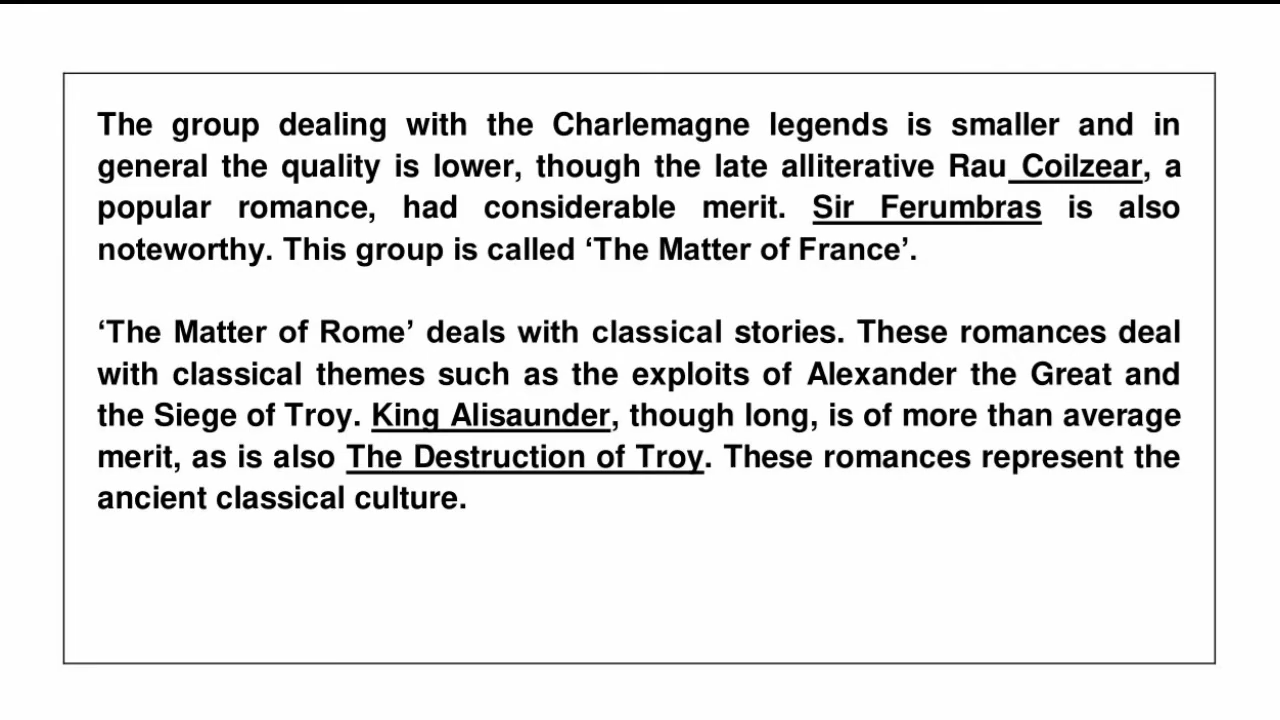 The group dealing with the Charlemagne legends is smaller and in
general the quality is lower, though the late alliterative Rau Coilzear, a
popular romance, had considerable merit. Sir Ferumbras is also
noteworthy. This group is called ‘The Matter of France’.
‘The Matter of Rome’ deals with classical stories. These romances deal
with classical themes such as the exploits of Alexander the Great and
the Siege of Troy. King Alisaunder, though long, is of more than average
merit, as is also The Destruction of Troy. These romances represent the
ancient classical culture.